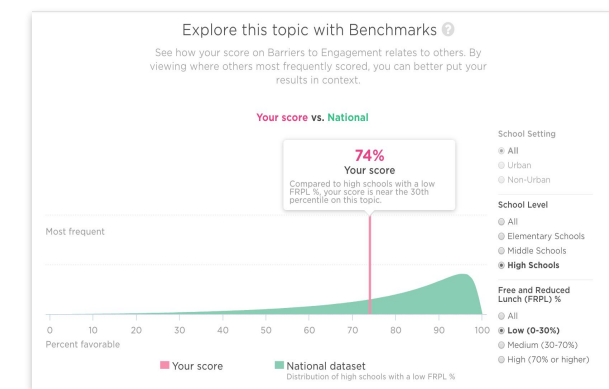 Explore this topic with Benchmarks ?
See how your score on Barriers to Engagement relates to others. By
viewing where others most frequently scored, you can better put your
results in context.
Your score vs. National
74%
Your score
Compared to high schools with a low
FRPL %, your score is near the 30th
percentile on this topic.
Most frequent
0 10 20 30 40 50 60 70 80 90 100
Percent favorable
Your score
National dataset
Distribution of high schools with a low FRPL %
School Setting
All
Urban
Non-Urban
School Level
All
Elementary Schools
Middle Schools
High Schools
Free and Reduced
Lunch (FRPL) %
All
Low (0-30%)
Medium (30-70%)
High (70% or higher)